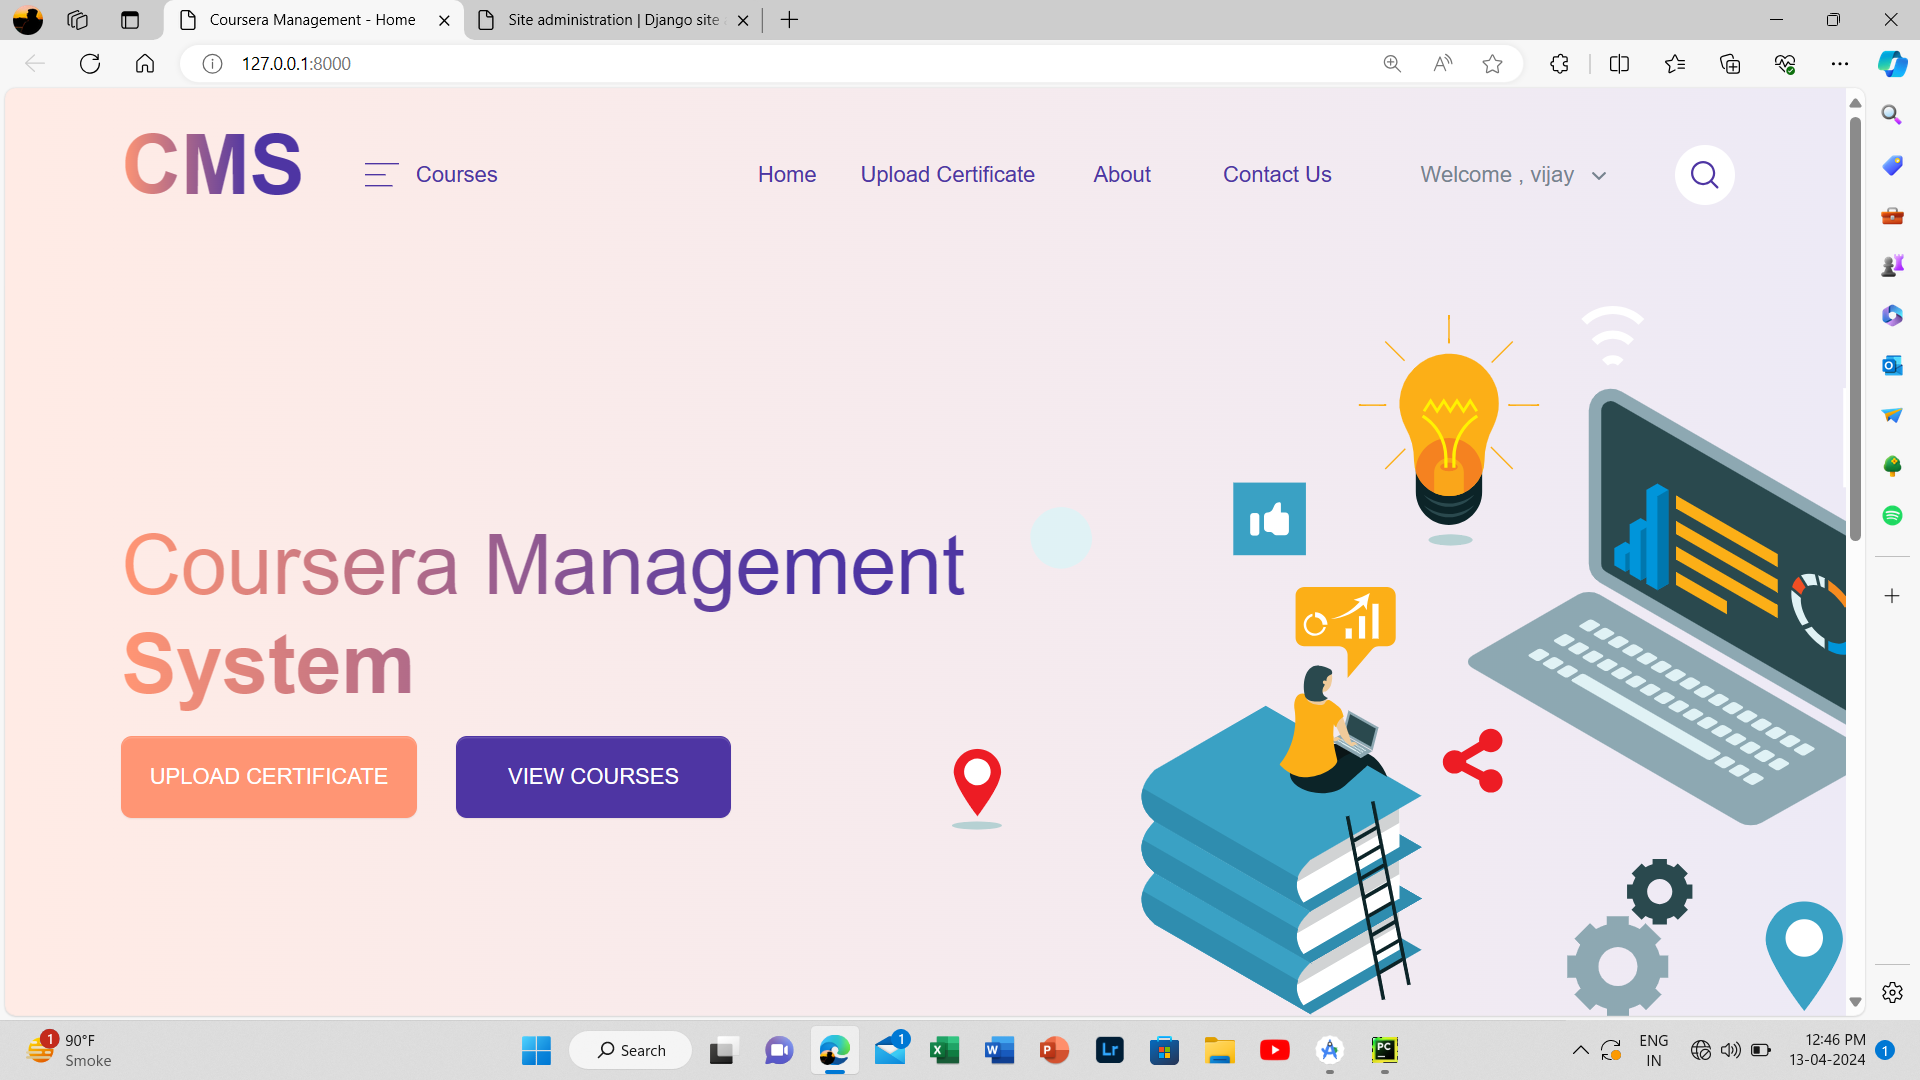 Coursera Management - Home
Site administration | Django site
127.0.0.1:8000
CMS
Courses
Home
Upload Certificate
About
Contact Us
Welcome , vijay
Coursera Management
System
UPLOAD CERTIFICATE
VIEW COURSES
1
90°F
Smoke
Search
1
Lr
PC
ENG
IN
12:46 PM
13-04-2024
1